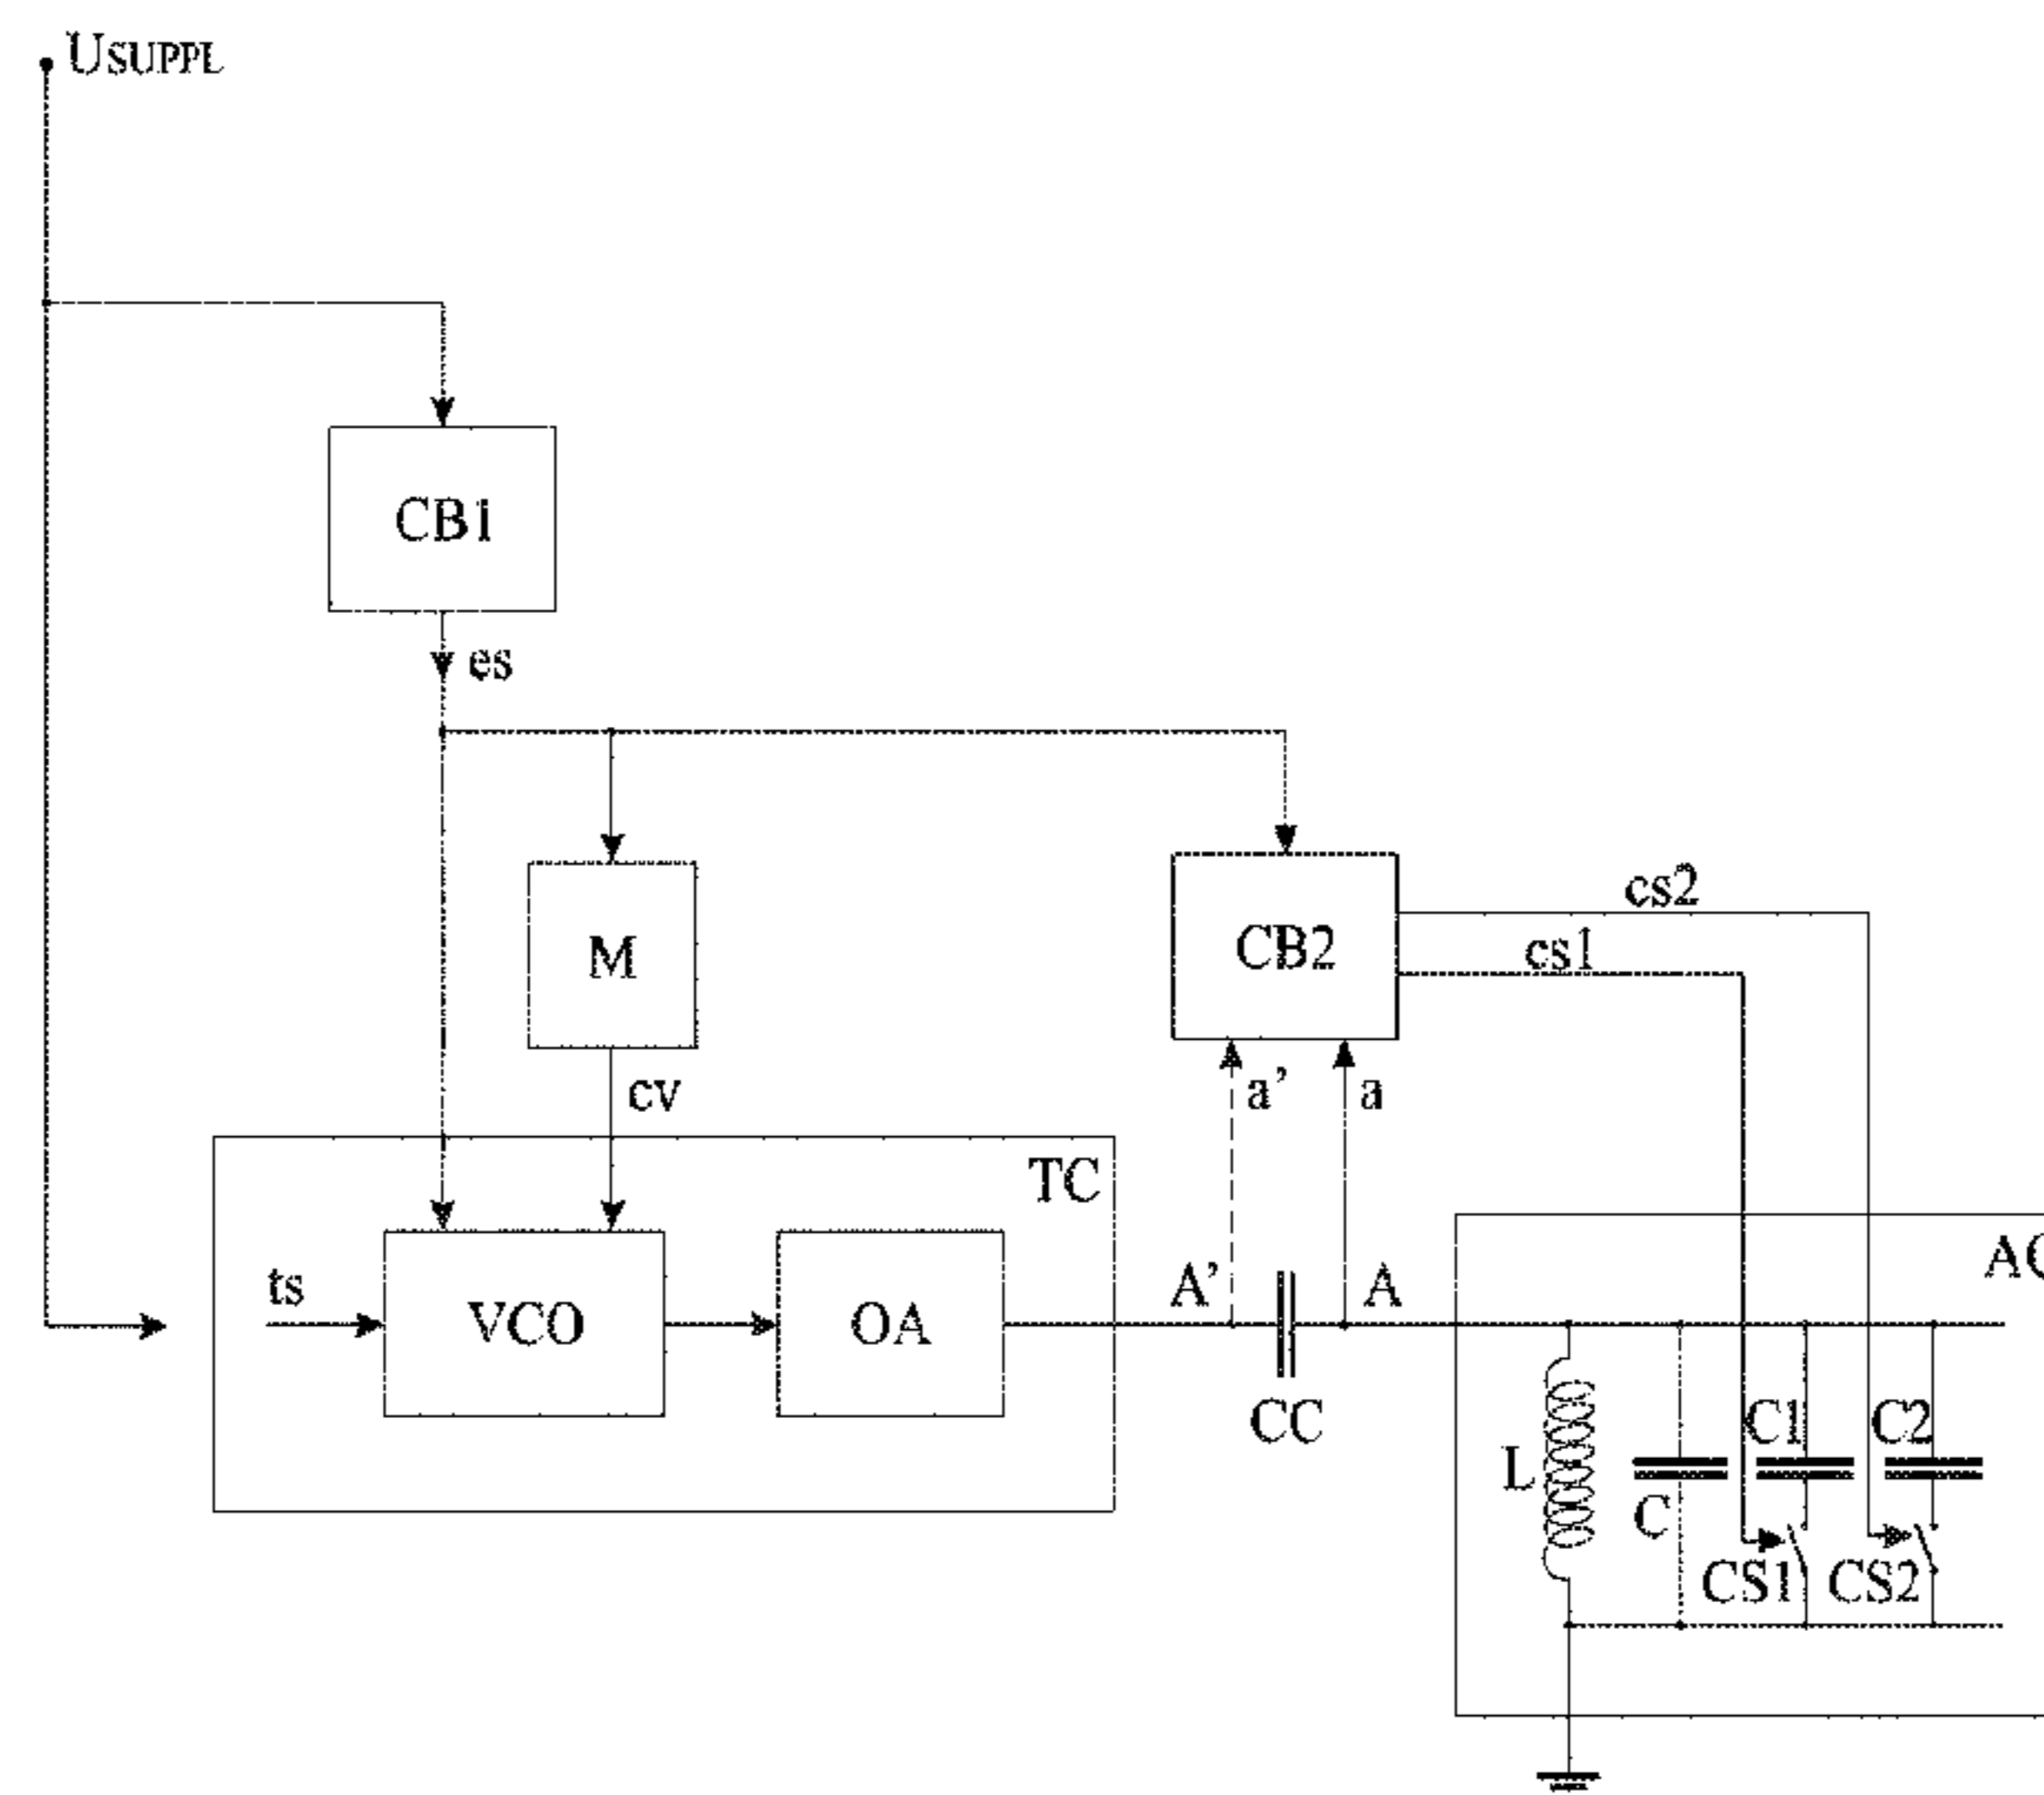 USUPPL
CB1
es
M
CB2
cs2
cs1
cv
a’
a
TC
ts
VCO
OA
A’
A
CC
L
C
C1
C2
CS1
CS2